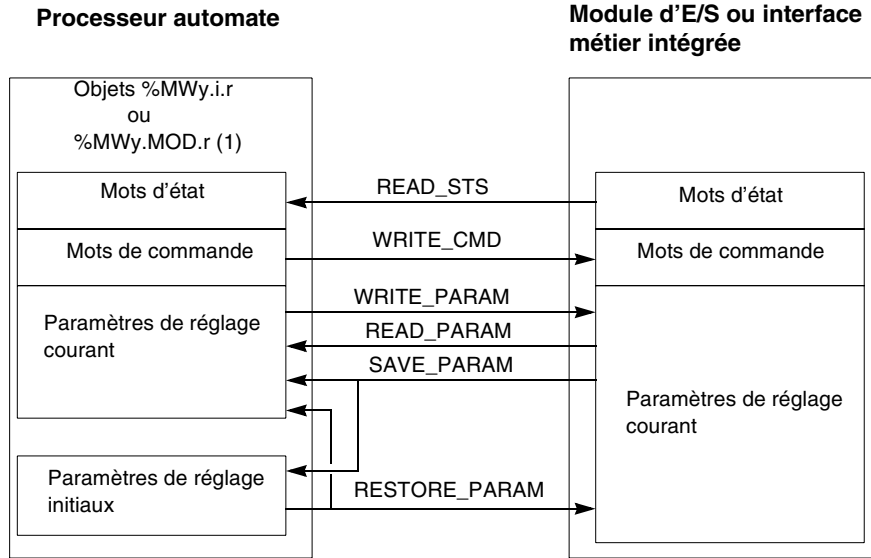 Processeur automate
Module d'E/S ou interface
métier intégrée
Objets %MWy.i.r
ou
%MWy.MOD.r (1)
Mots d'état
READ_STS
Mots d'état
Mots de commande
WRITE_CMD
Mots de commande
WRITE_PARAM
Paramètres de réglage
courant
READ_PARAM
SAVE_PARAM
Paramètres de réglage
courant
Paramètres de réglage
initiaux
RESTORE_PARAM